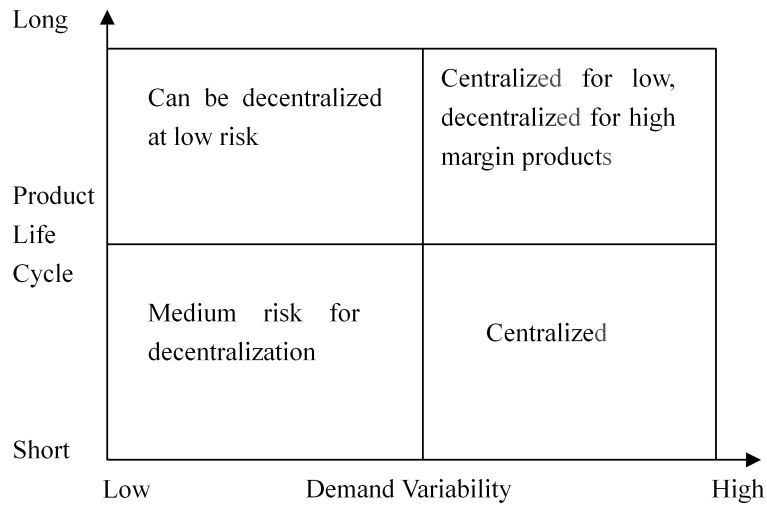 Long
Can be decentralized
at low risk
Centralized for low,
decentralized for high
margin products
Product
Life
Cycle
Medium risk for
decentralization
Centralized
Short
Low
Demand Variability
High